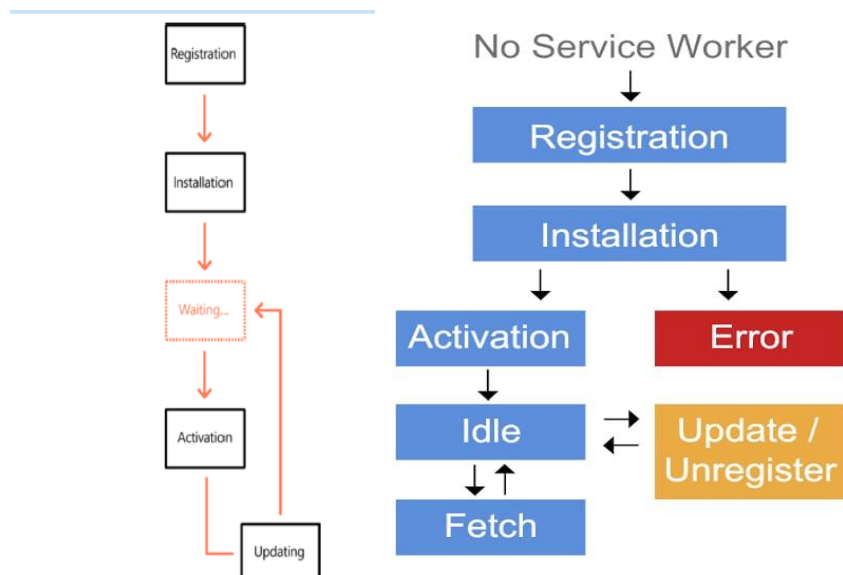 Registration
Installation
Waiting...
Activation
Updating
No Service Worker
Registration
Installation
Activation
Error
Idle
Update /
Unregister
Fetch